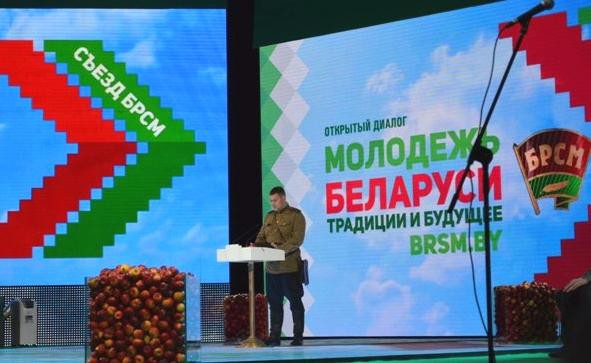 СЪЕЗД БРСМ
ОТКРЫТЫЙ ДИАЛОГ
МОЛОДЕЖЬ
БЕЛАРУСИ
ТРАДИЦИИ И БУДУЩЕЕ
BRSM.BY
БРСМ